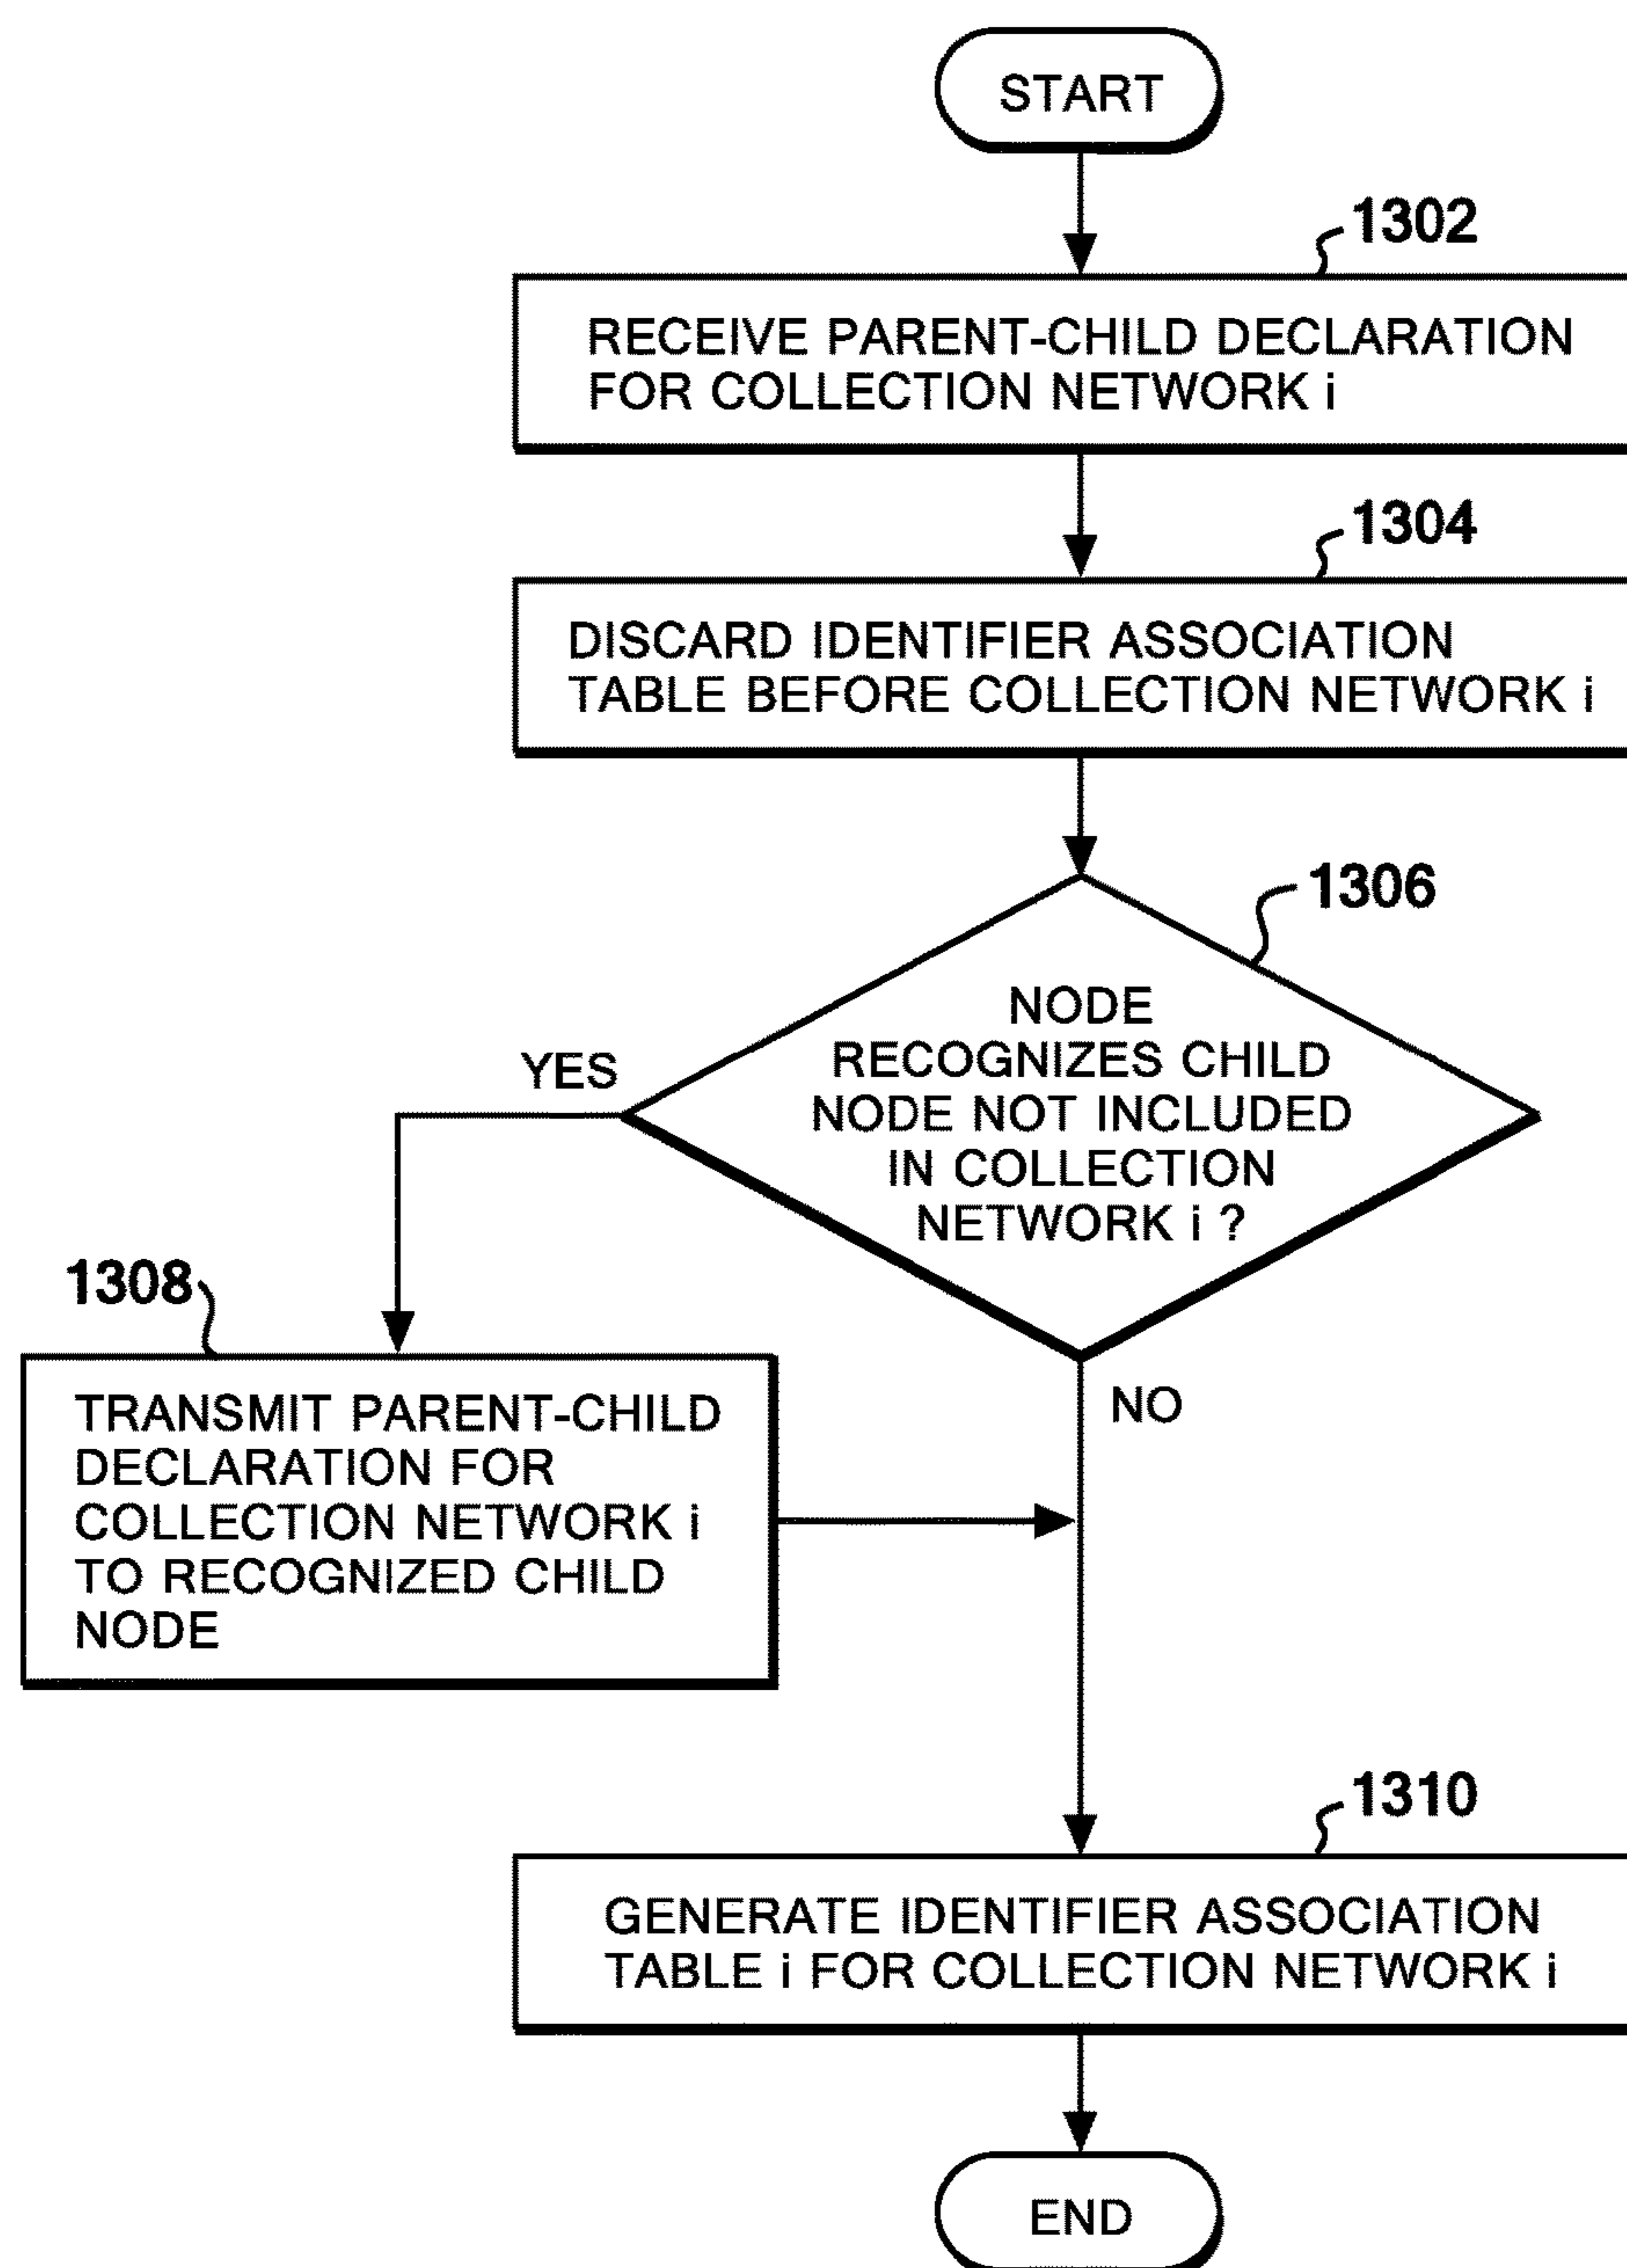 START
1302
RECEIVE PARENT-CHILD DECLARATION
FOR COLLECTION NETWORK i
1304
DISCARD IDENTIFIER ASSOCIATION
TABLE BEFORE COLLECTION NETWORK i
1306
NODE
RECOGNIZES CHILD
NODE NOT INCLUDED
IN COLLECTION
NETWORK i ?
YES
NO
1308
TRANSMIT PARENT-CHILD
DECLARATION FOR
COLLECTION NETWORK i
TO RECOGNIZED CHILD
NODE
1310
GENERATE IDENTIFIER ASSOCIATION
TABLE i FOR COLLECTION NETWORK i
END